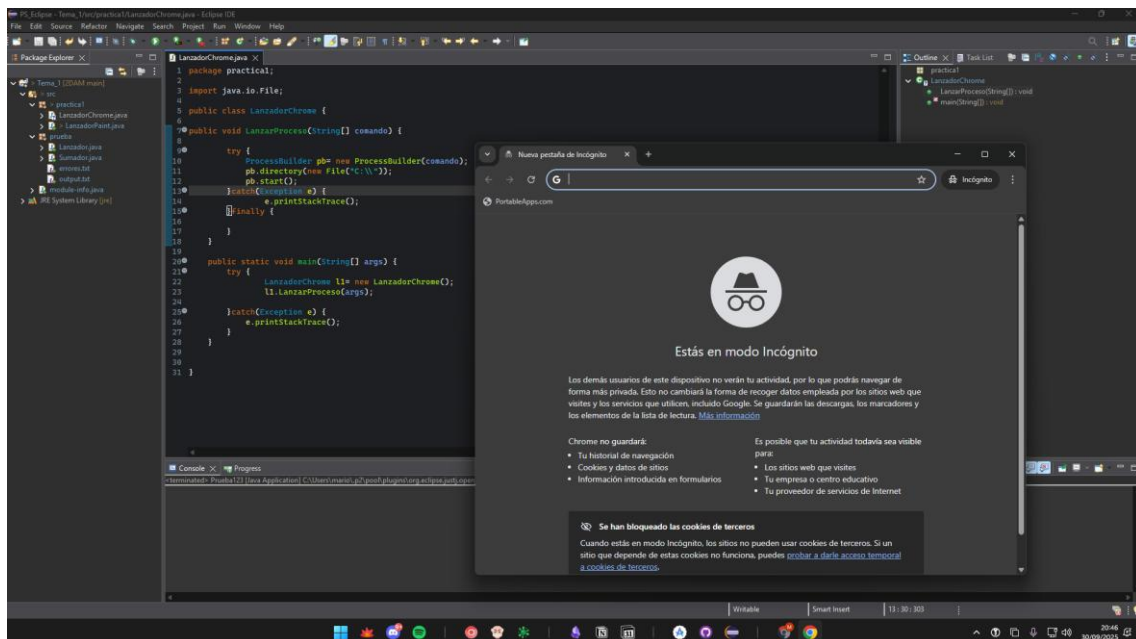 PS_Eclipse - Tema_1/src/practica1/LanzadorChrome.java - Eclipse IDE
File Edit Source Refactor Navigate Search Project Run Window Help
Package Explorer
> Tema_1 [2DAM main]
> src
> practica1
> LanzadorChrome.java
> LanzadorPaint.java
prueba
> Lanzador.java
> Sumador.java
errores.txt
output.txt
> module-info.java
> JRE System Library [jre]
LanzadorChrome.java
1 package practica1;
2
3 import java.io.File;
4
5 public class LanzadorChrome {
6
7 public void LanzarProceso(String[] comando) {
8
9 try {
10 ProcessBuilder pb= new ProcessBuilder(comando);
11 pb.directory(new File("C:\\"));
12 pb.start();
13 }catch(Exception e) {
14 e.printStackTrace();
15 }finally {
16
17 }
18 }
19
20 public static void main(String[] args) {
21 try {
22 LanzadorChrome l1= new LanzadorChrome();
23 l1.LanzarProceso(args);
24
25 }catch(Exception e) {
26 e.printStackTrace();
27 }
28 }
29
30
31 }
Outline Task List
practica1
LanzadorChrome
LanzarProceso(String[]) : void
main(String[]) : void
Nueva pestaña de Incógnito
G
Incógnito
PortableApps.com
Estás en modo Incógnito
Los demás usuarios de este dispositivo no verán tu actividad, por lo que podrás navegar de
forma más privada. Esto no cambiará la forma de recoger datos empleada por los sitios web que
visites y los servicios que utilicen, incluido Google. Se guardarán las descargas, los marcadores y
los elementos de la lista de lectura. Más información
Chrome no guardará:
• Tu historial de navegación
• Cookies y datos de sitios
• Información introducida en formularios
Es posible que tu actividad todavía sea visible
para:
• Los sitios web que visites
• Tu empresa o centro educativo
• Tu proveedor de servicios de Internet
Se han bloqueado las cookies de terceros
Cuando estás en modo Incógnito, los sitios no pueden usar cookies de terceros. Si un
sitio que depende de estas cookies no funciona, puedes probar a darle acceso temporal
a cookies de terceros.
Console Progress
<terminated> Prueba123 [Java Application] C:\Users\mario\.p2\pool\plugins\org.eclipse.justj.open
Writable Smart Insert 13 : 30 : 303
20:46
30/09/2025